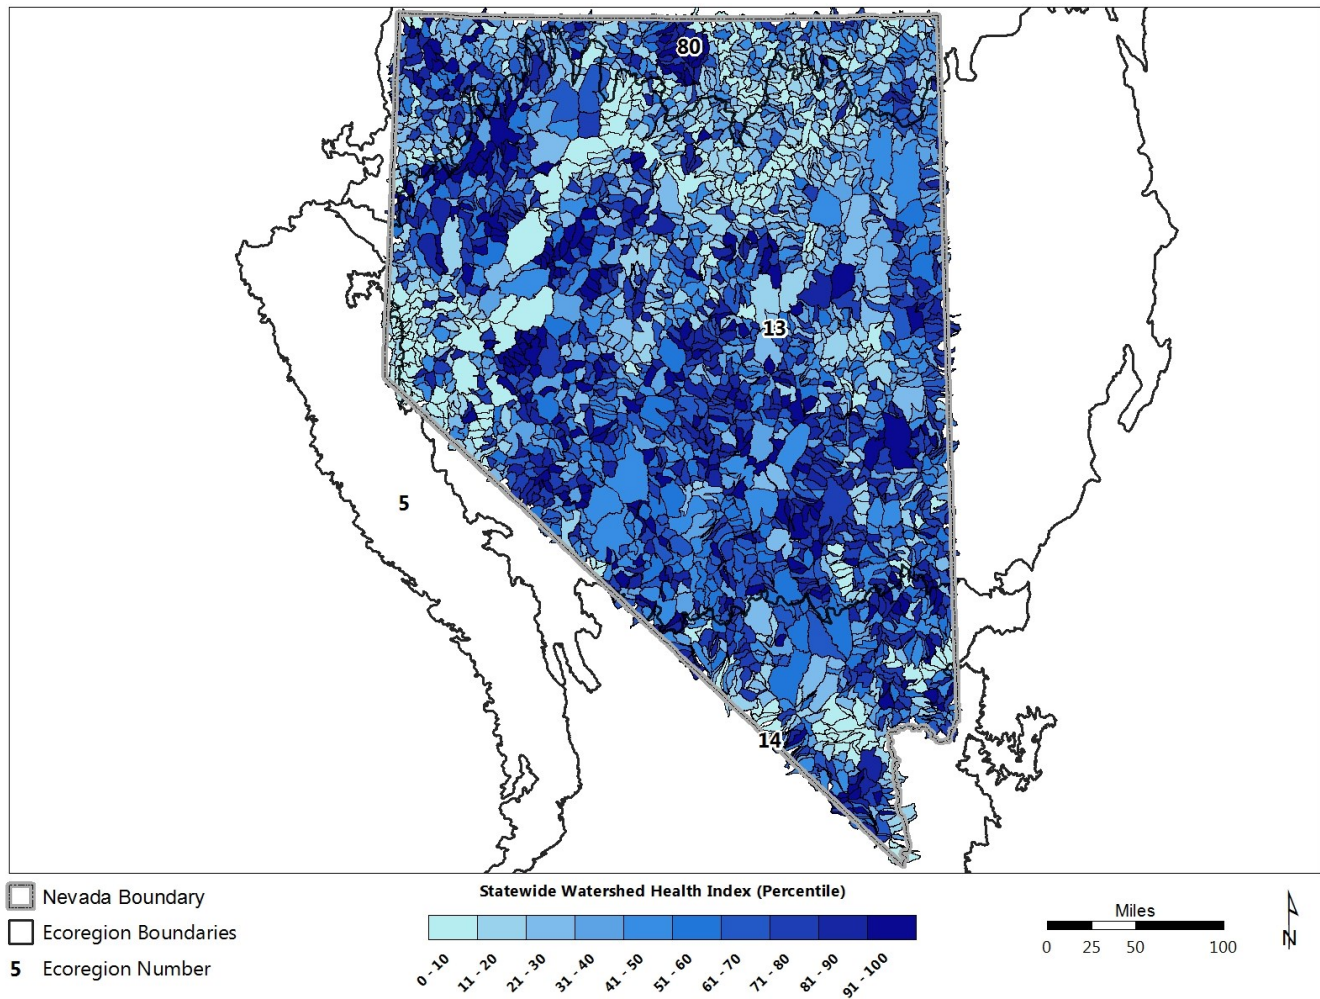 80
13
5
14
Nevada Boundary
Ecoregion Boundaries
5 Ecoregion Number
Statewide Watershed Health Index (Percentile)
0 - 10
11 - 20
21 - 30
31 - 40
41 - 50
51 - 60
61 - 70
71 - 80
81 - 90
91 - 100
Miles
0 25 50 100
N